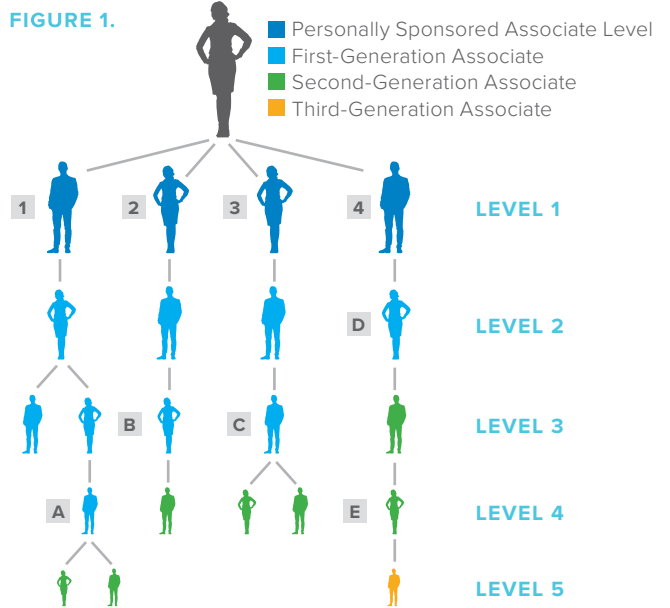 FIGURE 1.
Personally Sponsored Associate Level
First-Generation Associate
Second-Generation Associate
Third-Generation Associate
1 2 3 4 LEVEL 1
D LEVEL 2
B C LEVEL 3
A E LEVEL 4
LEVEL 5